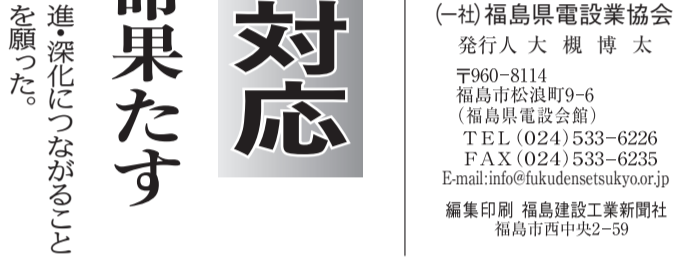 (一社)福島県電設業協会
発行人 大槻博太
〒960-8114
福島市松浪町9-6
(福島県電設会館)
TEL(024)533-6226
FAX(024)533-6235
E-mail:info@fukudensetsukyo.or.jp
編集印刷 福島建設工業新聞社
福島市西中央2-59
対応
果たす
進・深化につながること
を願った。